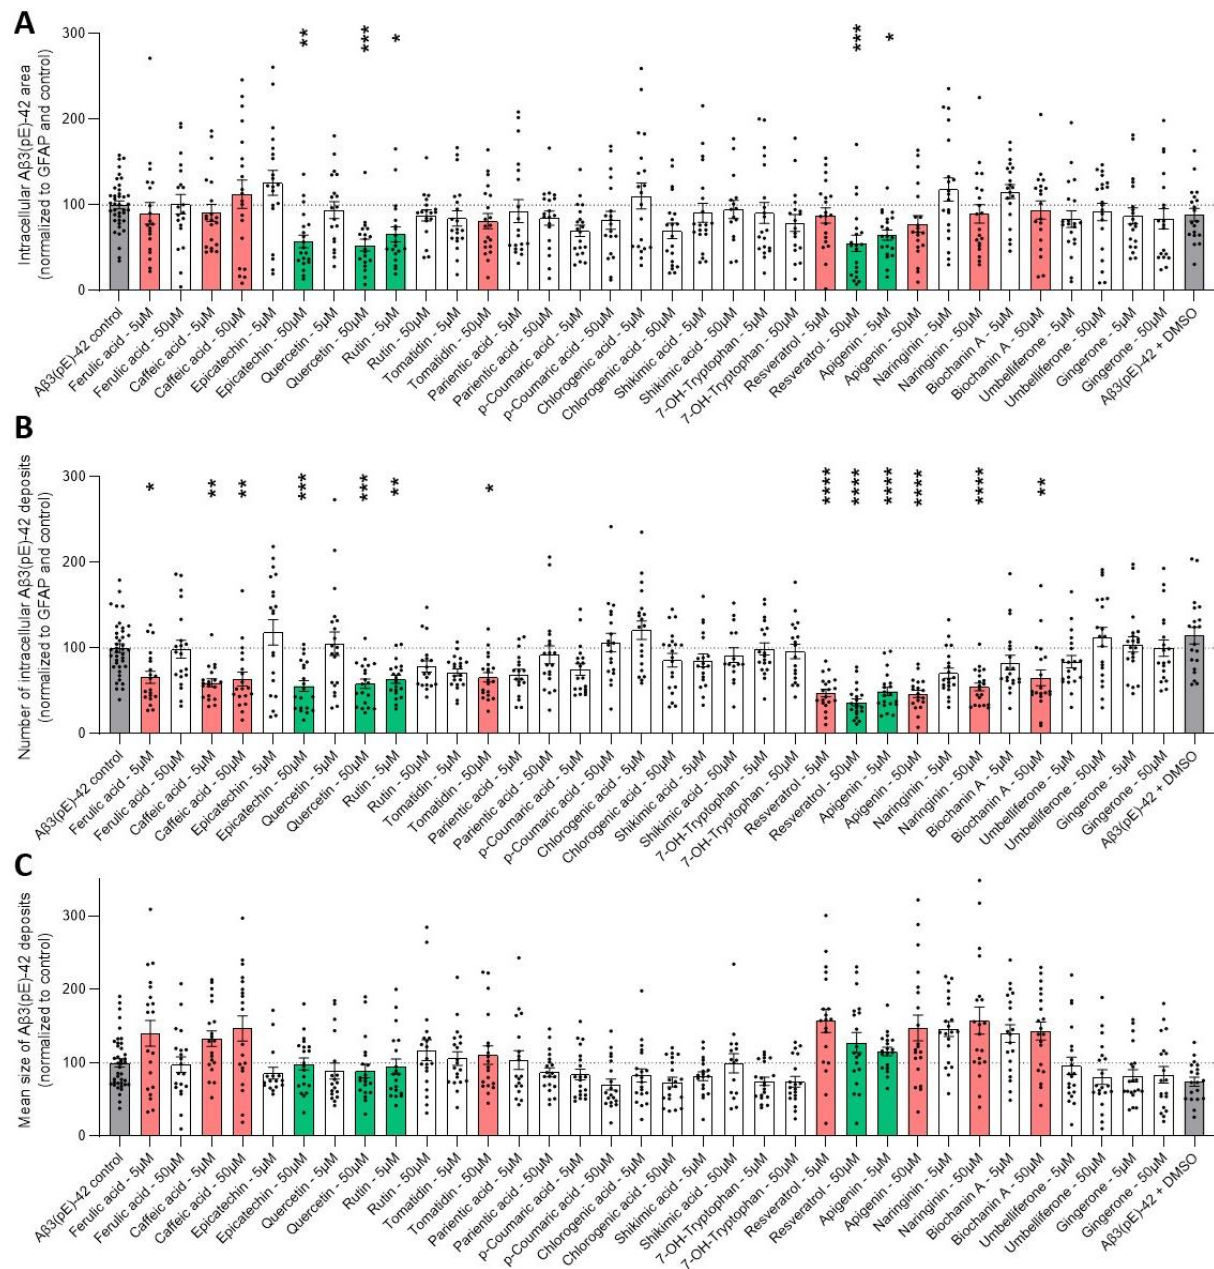 A
Intracellular Aβ3(pE)-42 area
(normalized to GFAP and control)
300
200
100
0
**
***
*
***
*
Aβ3(pE)-42 control
Ferulic acid - 5µM
Ferulic acid - 50µM
Caffeic acid - 5µM
Caffeic acid - 50µM
Epicatechin - 5µM
Epicatechin - 50µM
Quercetin - 5µM
Quercetin - 50µM
Rutin - 5µM
Rutin - 50µM
Tomatidin - 5µM
Tomatidin - 50µM
Parientic acid - 5µM
Parientic acid - 50µM
p-Coumaric acid - 5µM
p-Coumaric acid - 50µM
Chlorogenic acid - 5µM
Chlorogenic acid - 50µM
Shikimic acid - 5µM
Shikimic acid - 50µM
7-OH-Tryptophan - 5µM
7-OH-Tryptophan - 50µM
Resveratrol - 5µM
Resveratrol - 50µM
Apigenin - 5µM
Apigenin - 50µM
Naringinin - 5µM
Naringinin - 50µM
Biochanin A - 5µM
Biochanin A - 50µM
Umbelliferone - 5µM
Umbelliferone - 50µM
Gingerone - 5µM
Gingerone - 50µM
Aβ3(pE)-42 + DMSO
B
Number of intracellular Aβ3(pE)-42 deposits
(normalized to GFAP and control)
300
200
100
0
*
**
**
***
***
**
*
****
****
****
****
****
**
Aβ3(pE)-42 control
Ferulic acid - 5µM
Ferulic acid - 50µM
Caffeic acid - 5µM
Caffeic acid - 50µM
Epicatechin - 5µM
Epicatechin - 50µM
Quercetin - 5µM
Quercetin - 50µM
Rutin - 5µM
Rutin - 50µM
Tomatidin - 5µM
Tomatidin - 50µM
Parientic acid - 5µM
Parientic acid - 50µM
p-Coumaric acid - 5µM
p-Coumaric acid - 50µM
Chlorogenic acid - 5µM
Chlorogenic acid - 50µM
Shikimic acid - 5µM
Shikimic acid - 50µM
7-OH-Tryptophan - 5µM
7-OH-Tryptophan - 50µM
Resveratrol - 5µM
Resveratrol - 50µM
Apigenin - 5µM
Apigenin - 50µM
Naringinin - 5µM
Naringinin - 50µM
Biochanin A - 5µM
Biochanin A - 50µM
Umbelliferone - 5µM
Umbelliferone - 50µM
Gingerone - 5µM
Gingerone - 50µM
Aβ3(pE)-42 + DMSO
C
Mean size of Aβ3(pE)-42 deposits
(normalized to control)
300
200
100
0
Aβ3(pE)-42 control
Ferulic acid - 5µM
Ferulic acid - 50µM
Caffeic acid - 5µM
Caffeic acid - 50µM
Epicatechin - 5µM
Epicatechin - 50µM
Quercetin - 5µM
Quercetin - 50µM
Rutin - 5µM
Rutin - 50µM
Tomatidin - 5µM
Tomatidin - 50µM
Parientic acid - 5µM
Parientic acid - 50µM
p-Coumaric acid - 5µM
p-Coumaric acid - 50µM
Chlorogenic acid - 5µM
Chlorogenic acid - 50µM
Shikimic acid - 5µM
Shikimic acid - 50µM
7-OH-Tryptophan - 5µM
7-OH-Tryptophan - 50µM
Resveratrol - 5µM
Resveratrol - 50µM
Apigenin - 5µM
Apigenin - 50µM
Naringinin - 5µM
Naringinin - 50µM
Biochanin A - 5µM
Biochanin A - 50µM
Umbelliferone - 5µM
Umbelliferone - 50µM
Gingerone - 5µM
Gingerone - 50µM
Aβ3(pE)-42 + DMSO